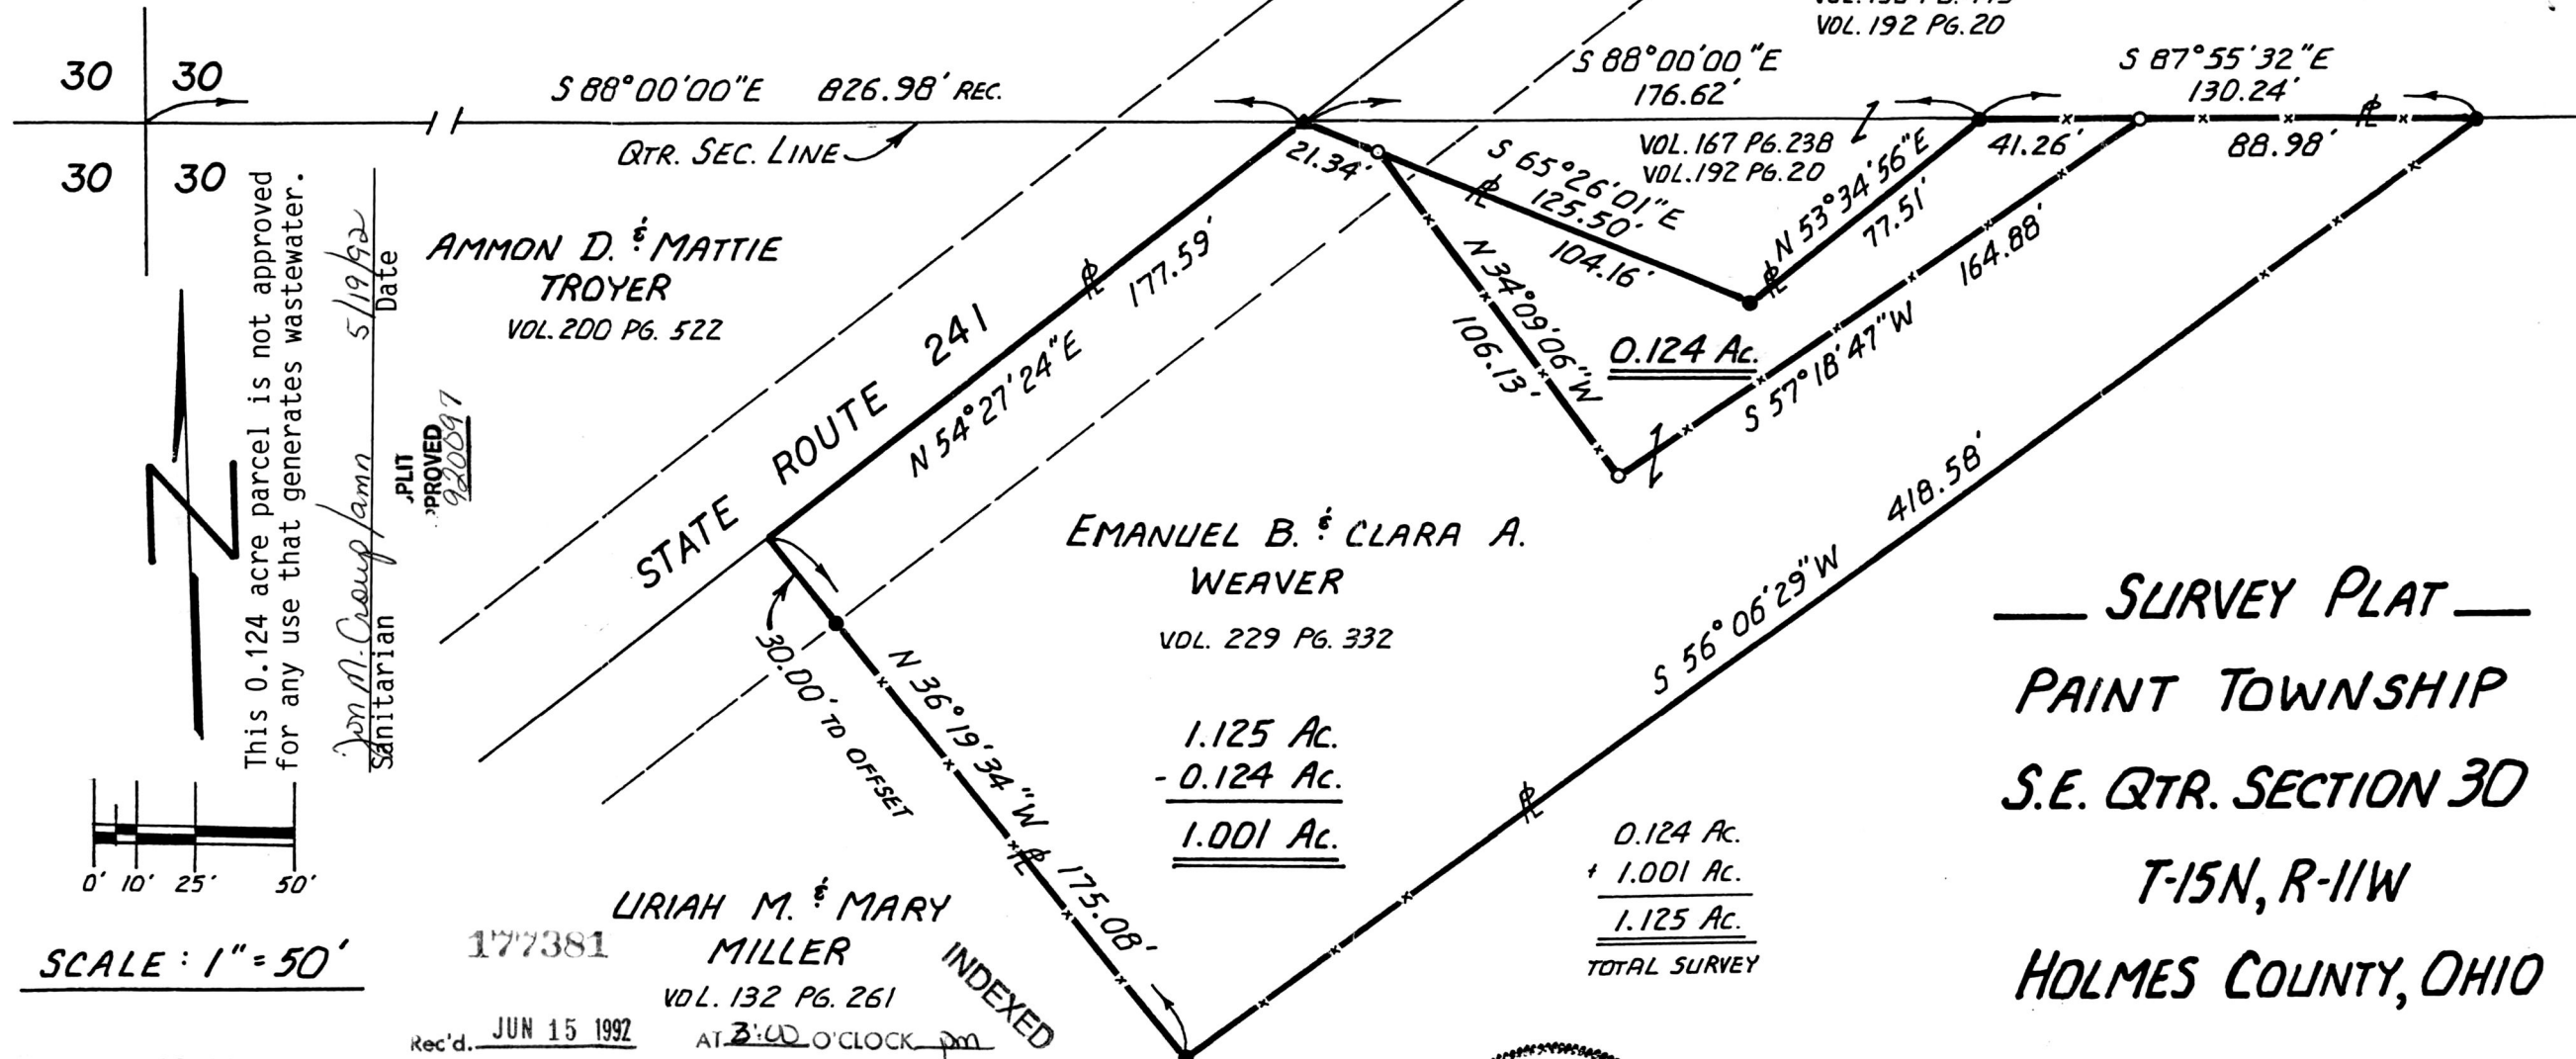 VOL. 192 PG. 20
30 30
30 30
S 88°00'00"E 826.98' REC.
QTR. SEC. LINE
S 88°00'00"E
176.62'
S 87°55'32"E
130.24'
VOL. 167 PG. 238
VOL. 192 PG. 20
41.26'
88.98'
21.34'
S 65°26'01"E
125.50'
104.16'
N 53°34'56"E
77.51'
164.88'
S 57°18'47"W
N 34°09'06"W
106.13'
0.124 Ac.
AMMON D. & MATTIE
TROYER
VOL. 200 PG. 522
STATE ROUTE 241
N 54°27'24"E
177.59'
This 0.124 acre parcel is not approved
for any use that generates wastewater.
5/19/92
Sanitarian Date
PLIT
PPROVED
920097
EMANUEL B. & CLARA A.
WEAVER
VOL. 229 PG. 332
1.125 Ac.
- 0.124 Ac.
1.001 Ac.
30.00' TO OFFSET
N 36°19'34"W 175.08'
S 56°06'29"W 418.58'
0.124 Ac.
+ 1.001 Ac.
1.125 Ac.
TOTAL SURVEY
SURVEY PLAT
PAINT TOWNSHIP
S.E. QTR. SECTION 30
T-15N, R-11W
HOLMES COUNTY, OHIO
0' 10' 25' 50'
SCALE : 1" = 50'
177381
URIAH M. & MARY
MILLER
VOL. 132 PG. 261
INDEXED
Rec'd. JUN 15 1992 AT 3:00 O'CLOCK pm